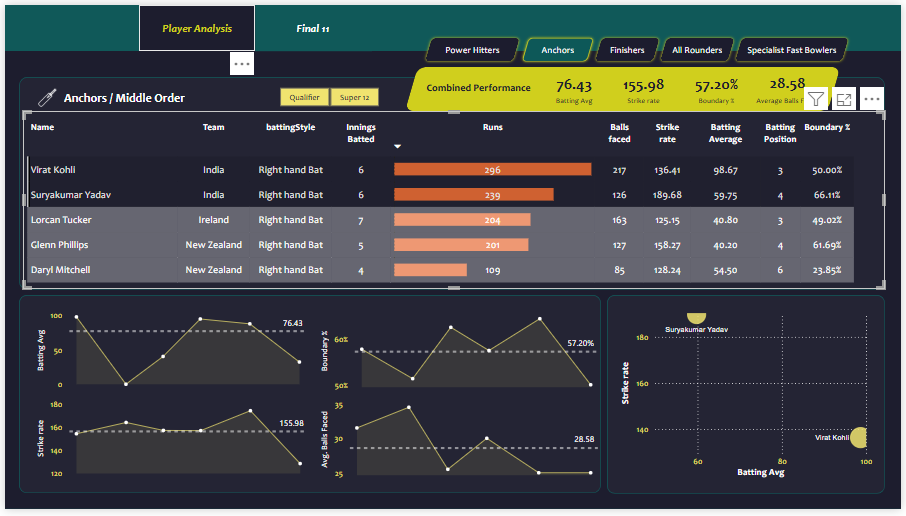 Player Analysis
Final 11
Power Hitters
Anchors
Finishers
All Rounders
Specialist Fast Bowlers
Anchors / Middle Order
Qualifier
Super 12
Combined Performance
76.43
155.98
57.20%
28.58
Batting Avg
Strike rate
Boundary %
Average Balls
Name Team battingStyle Innings Batted Runs Balls faced Strike rate Batting Average Batting Position Boundary %
Virat Kohli India Right hand Bat 6 296 217 136.41 98.67 3 50.00%
Suryakumar Yadav India Right hand Bat 6 239 126 189.68 59.75 4 66.11%
Lorcan Tucker Ireland Right hand Bat 7 204 163 125.15 40.80 3 49.02%
Glenn Phillips New Zealand Right hand Bat 5 201 127 158.27 40.20 4 61.69%
Daryl Mitchell New Zealand Right hand Bat 4 109 85 128.24 54.50 6 23.85%
Batting Avg
100
50
0
76.43
Boundary %
60%
50%
57.20%
Strike rate
180
160
140
120
155.98
Avg. Balls Faced
35
30
25
28.58
Strike rate
180
160
140
Suryakumar Yadav
Virat Kohli
60
80
100
Batting Avg